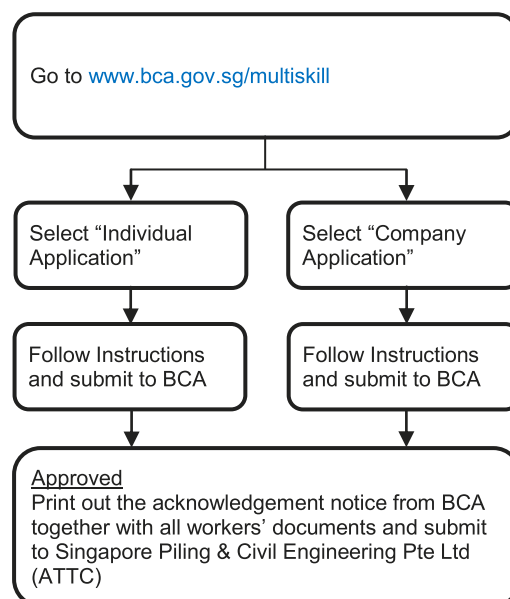 Go to www.bca.gov.sg/multiskill
Select “Individual
Application”
Select “Company
Application”
Follow Instructions
and submit to BCA
Follow Instructions
and submit to BCA
Approved
Print out the acknowledgement notice from BCA
together with all workers’ documents and submit
to Singapore Piling & Civil Engineering Pte Ltd
(ATTC)